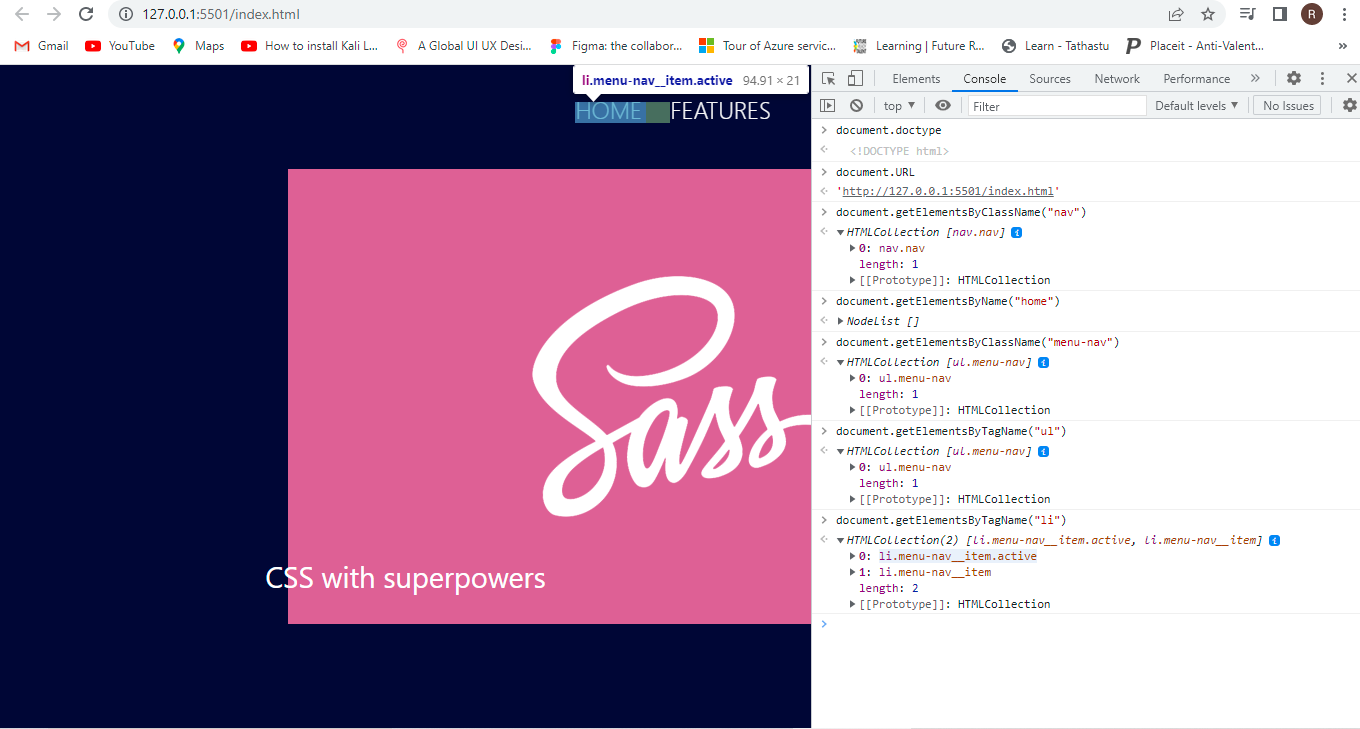 127.0.0.1:5501/index.html
R
Gmail YouTube Maps How to install Kali L... A Global UI UX Desi... Figma: the collabor... Tour of Azure servic... Learning | Future R... Learn - Tathastu Placeit - Anti-Valent... »
li.menu-nav__item.active 94.91 × 21
HOME FEATURES
Sass
CSS with superpowers
Elements Console Sources Network Performance »
top ▼ Filter Default levels ▼ No Issues
document.doctype
<!DOCTYPE html>
document.URL
'http://127.0.0.1:5501/index.html'
document.getElementsByClassName("nav")
HTMLCollection [nav.nav] i
0: nav.nav
length: 1
[[Prototype]]: HTMLCollection
document.getElementsByName("home")
NodeList []
document.getElementsByClassName("menu-nav")
HTMLCollection [ul.menu-nav] i
0: ul.menu-nav
length: 1
[[Prototype]]: HTMLCollection
document.getElementsByTagName("ul")
HTMLCollection [ul.menu-nav] i
0: ul.menu-nav
length: 1
[[Prototype]]: HTMLCollection
document.getElementsByTagName("li")
HTMLCollection(2) [li.menu-nav__item.active, li.menu-nav__item] i
0: li.menu-nav__item.active
1: li.menu-nav__item
length: 2
[[Prototype]]: HTMLCollection